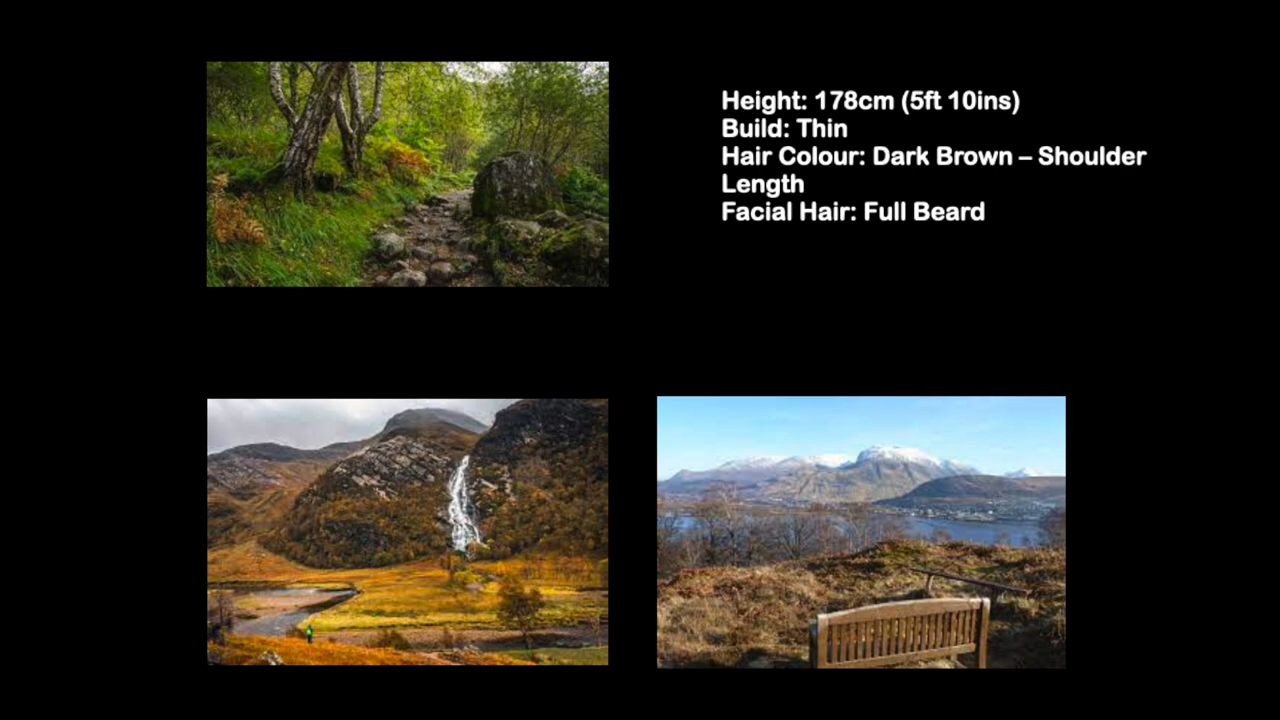 Height: 178cm (5ft 10ins)
Build: Thin
Hair Colour: Dark Brown – Shoulder
Length
Facial Hair: Full Beard